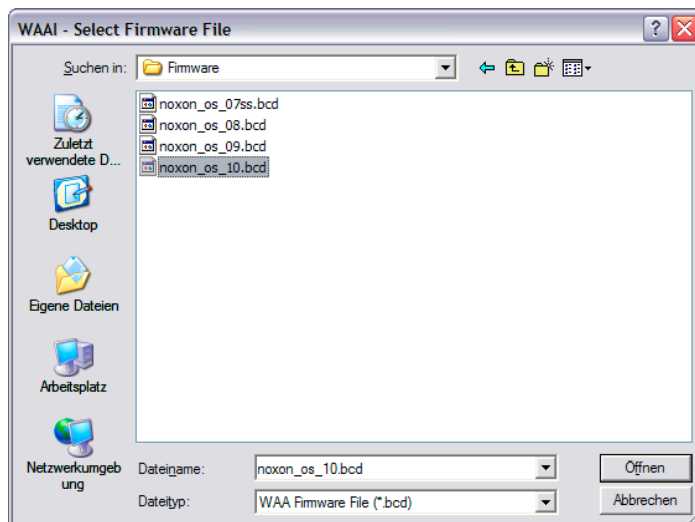 WAAI - Select Firmware File
Suchen in:
Firmware
noxon_os_07ss.bcd
noxon_os_08.bcd
noxon_os_09.bcd
noxon_os_10.bcd
Zuletzt
verwendete D...
Desktop
Eigene Dateien
Arbeitsplatz
Netzwerkumgeb
ung
Dateiname:
noxon_os_10.bcd
Öffnen
Dateityp:
WAA Firmware File (*.bcd)
Abbrechen